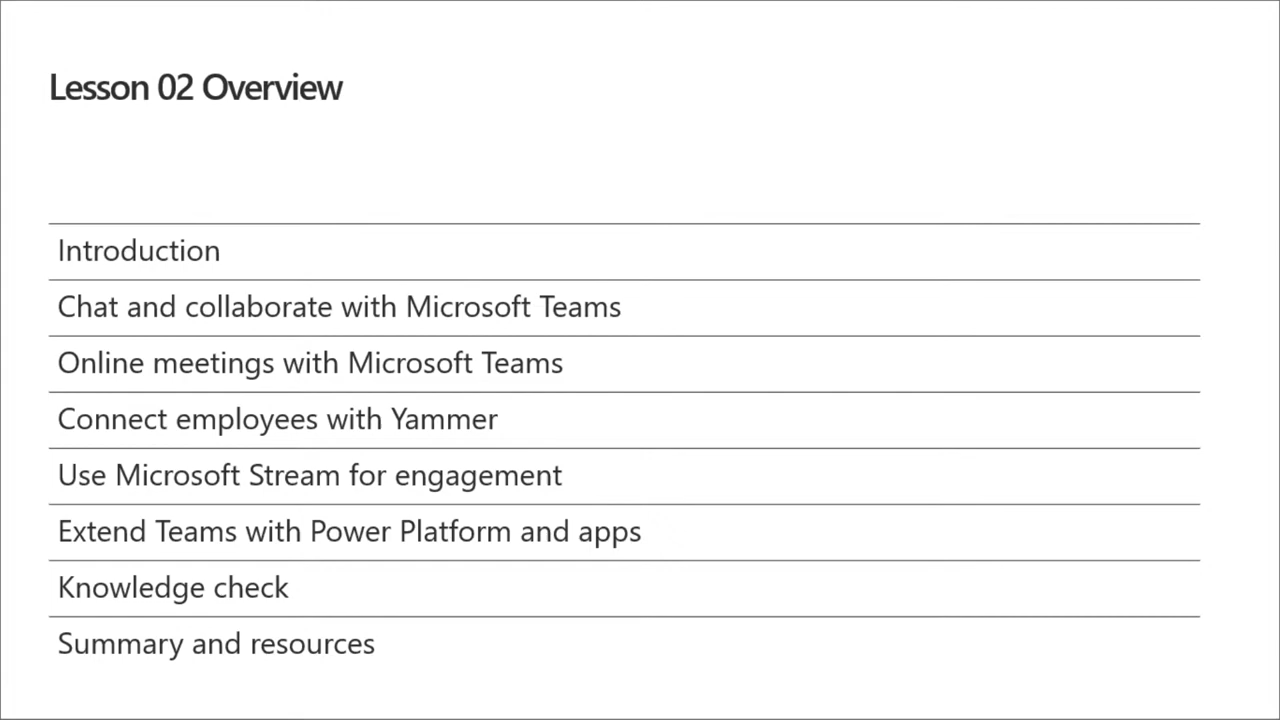 Lesson 02 Overview
Introduction
Chat and collaborate with Microsoft Teams
Online meetings with Microsoft Teams
Connect employees with Yammer
Use Microsoft Stream for engagement
Extend Teams with Power Platform and apps
Knowledge check
Summary and resources